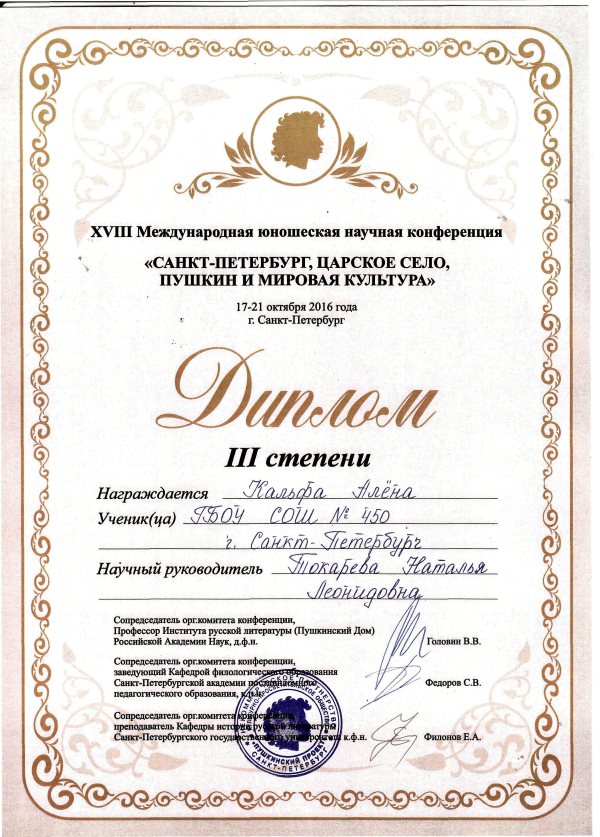 XVIII Международная юношеская научная конференция
«САНКТ-ПЕТЕРБУРГ, ЦАРСКОЕ СЕЛО,
ПУШКИН И МИРОВАЯ КУЛЬТУРА»
17-21 октября 2016 года
г. Санкт-Петербург
Диплом
III степени
Награждается Кальфа Алёна
Ученик(ца) ГБОУ СОШ № 450
г. Санкт-Петербург
Научный руководитель Токарева Наталья
Леонидовна
Сопредседатель орг.комитета конференции,
Профессор Института русской литературы (Пушкинский Дом)
Российской Академии Наук, д.ф.н. Головин В.В.
Сопредседатель орг.комитета конференции,
заведующий Кафедрой филологического образования
Санкт-Петербургской академии постдипломного
педагогического образования, к.п.н. Федоров С.В.
Сопредседатель орг.комитета конференции,
преподаватель Кафедры истории русской литературы
Санкт-Петербургского государственного университета к.ф.н. Филонов Е.А.
«ПУШКИНСКИЙ ПРОЕКТ»
САНКТ-ПЕТЕРБУРГ